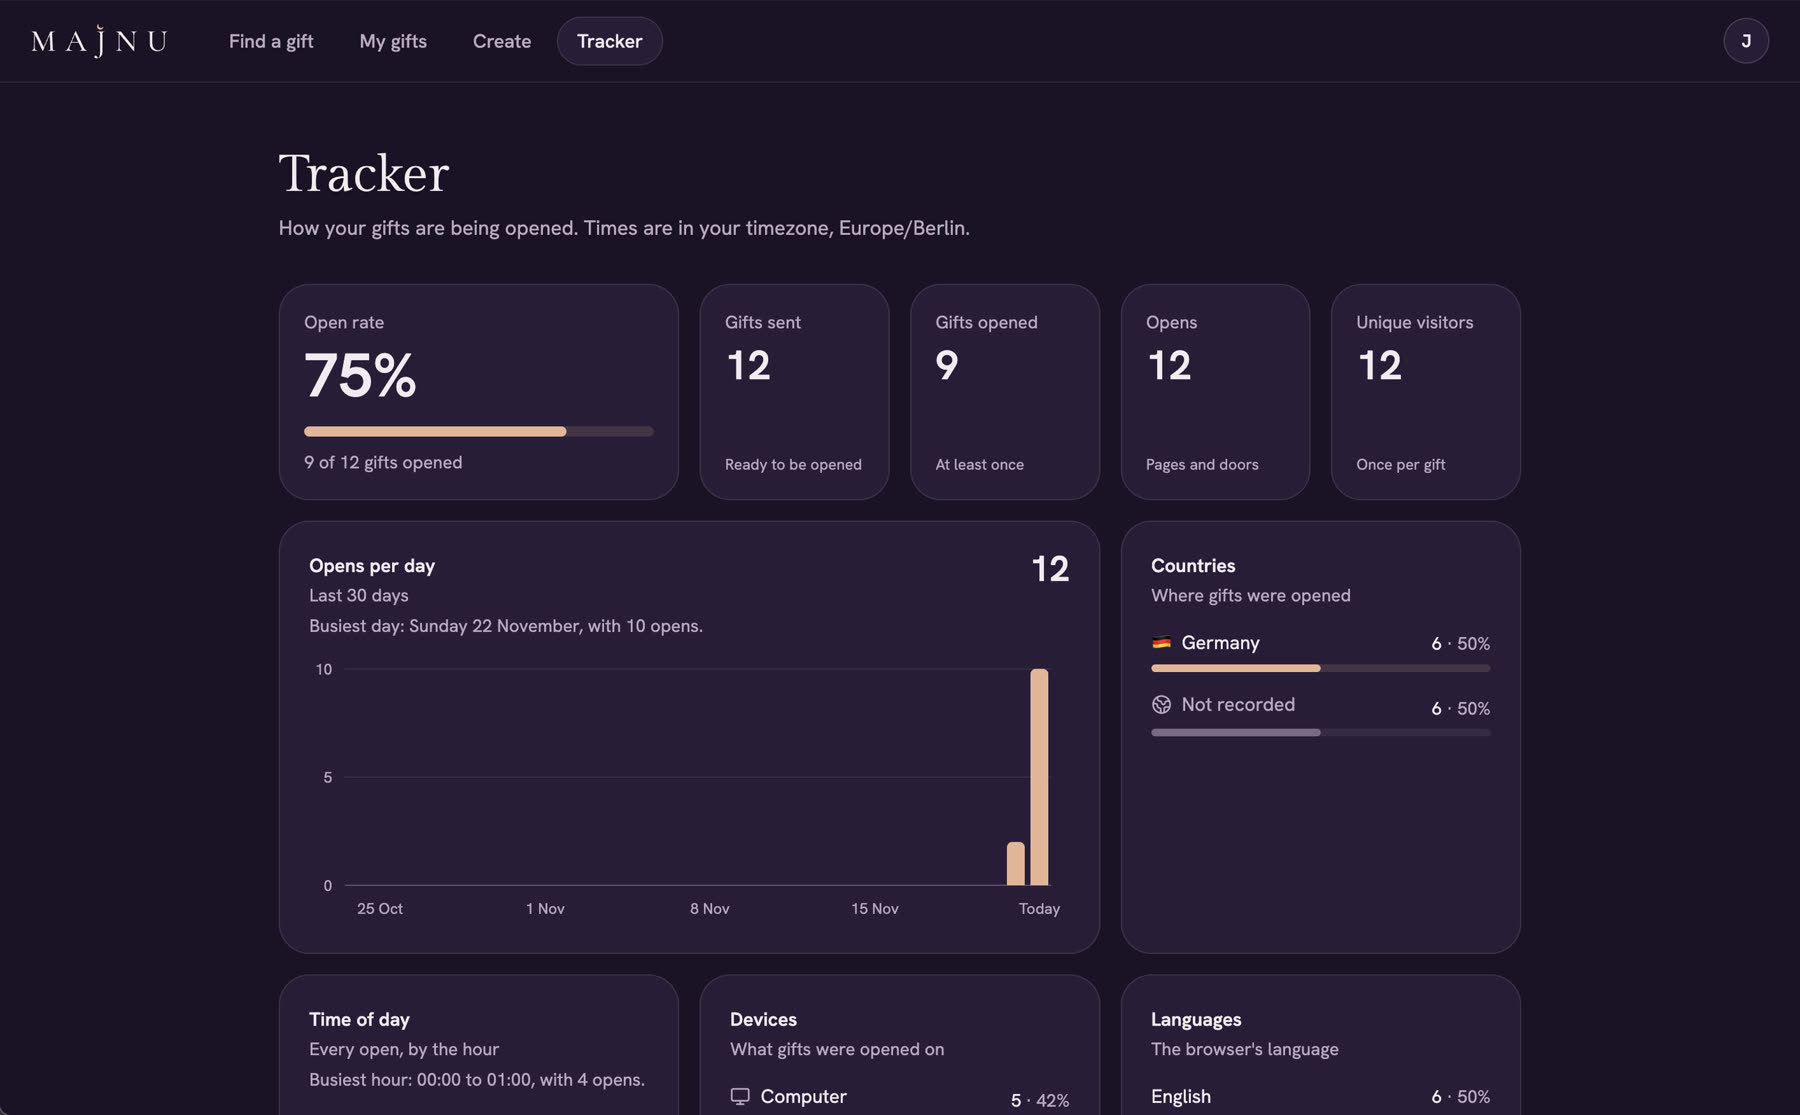 MAJNU
Find a gift
My gifts
Create
Tracker
J
Tracker
How your gifts are being opened. Times are in your timezone, Europe/Berlin.
Open rate
75%
9 of 12 gifts opened
Gifts sent
12
Ready to be opened
Gifts opened
9
At least once
Opens
12
Pages and doors
Unique visitors
12
Once per gift
Opens per day
12
Last 30 days
Busiest day: Sunday 22 November, with 10 opens.
10
5
0
25 Oct
1 Nov
8 Nov
15 Nov
Today
Countries
Where gifts were opened
Germany
6 · 50%
Not recorded
6 · 50%
Time of day
Every open, by the hour
Busiest hour: 00:00 to 01:00, with 4 opens.
Devices
What gifts were opened on
Computer
5 · 42%
Languages
The browser's language
English
6 · 50%